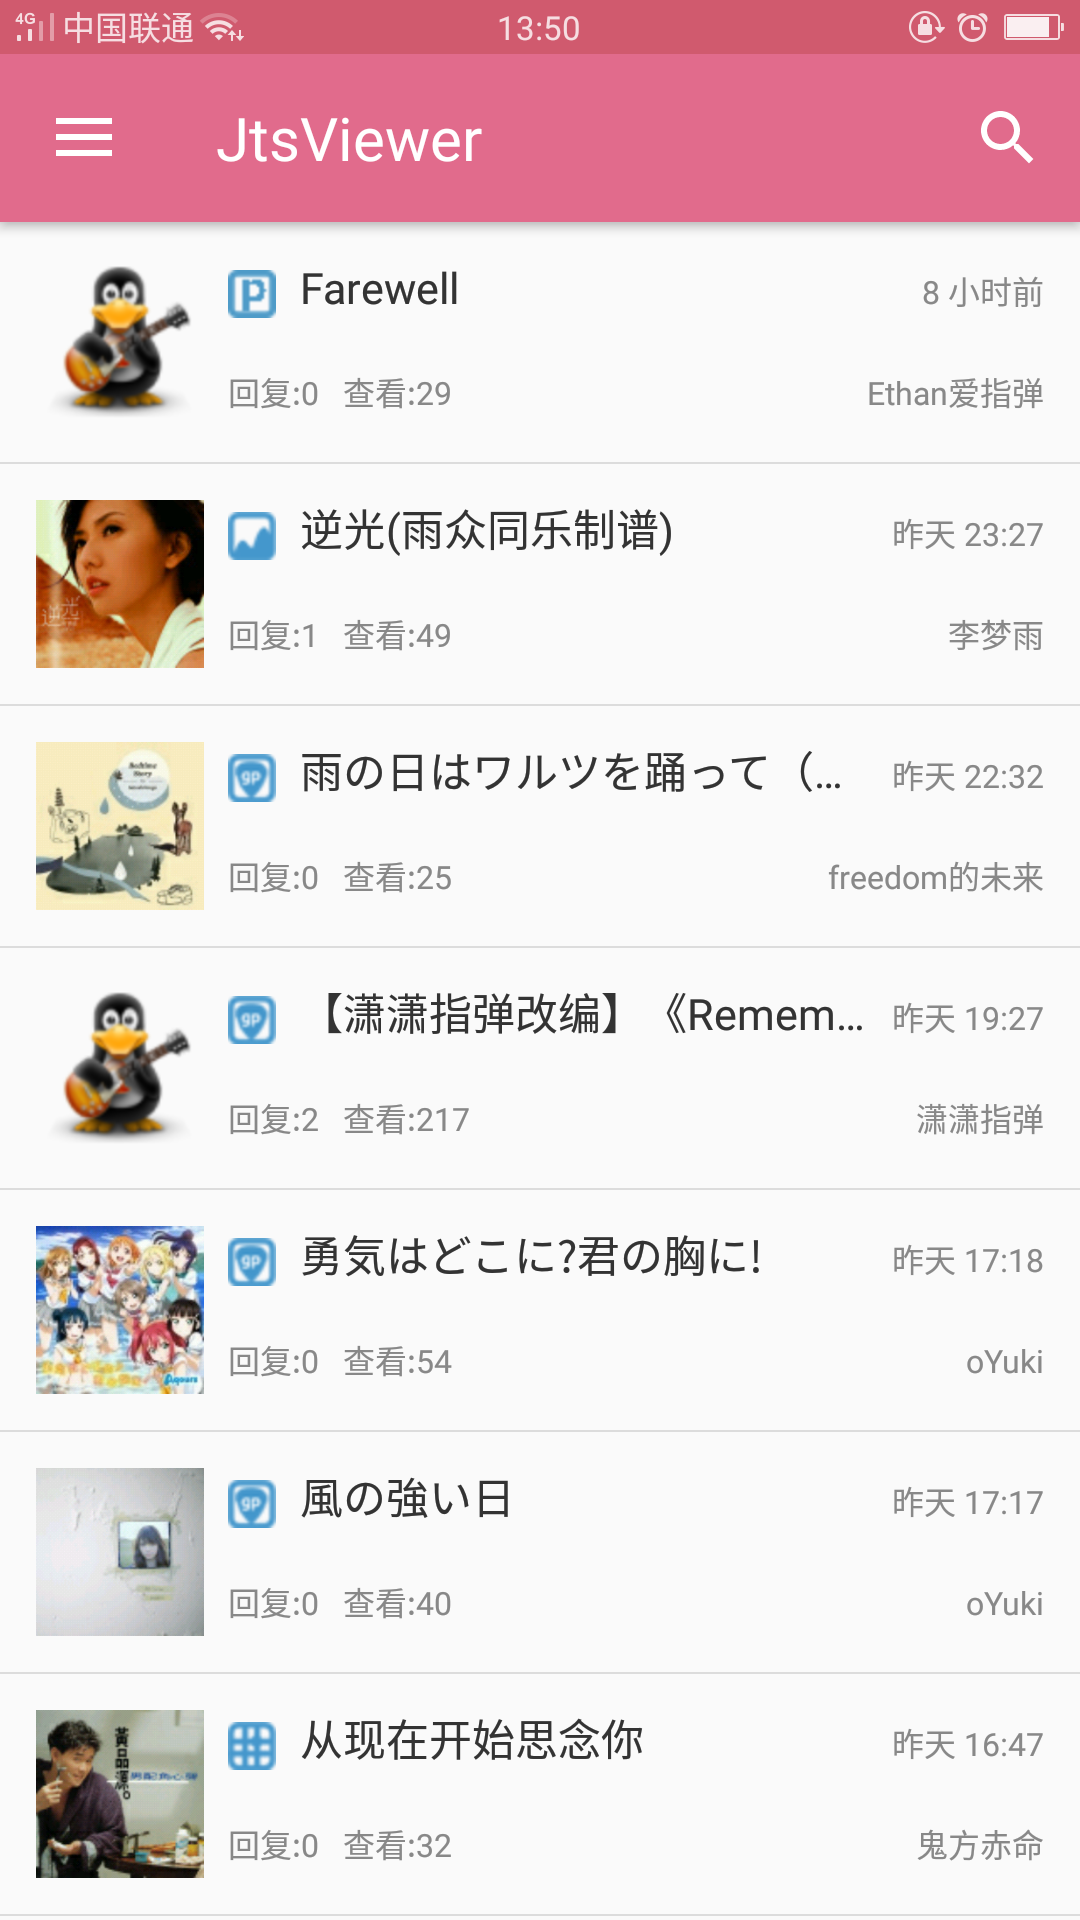 4G 中国联通 13:50
JtsViewer
Farewell 8 小时前
回复:0 查看:29 Ethan爱指弹
逆光(雨众同乐制谱) 昨天 23:27
逆光
回复:1 查看:49 李梦雨
雨の日はワルツを踊って（... 昨天 22:32
回复:0 查看:25 freedom的未来
【潇潇指弹改编】《Remem... 昨天 19:27
回复:2 查看:217 潇潇指弹
勇気はどこに?君の胸に! 昨天 17:18
回复:0 查看:54 oYuki
Aqours
風の強い日 昨天 17:17
回复:0 查看:40 oYuki
从现在开始思念你 昨天 16:47
黃品源
回复:0 查看:32 鬼方赤命